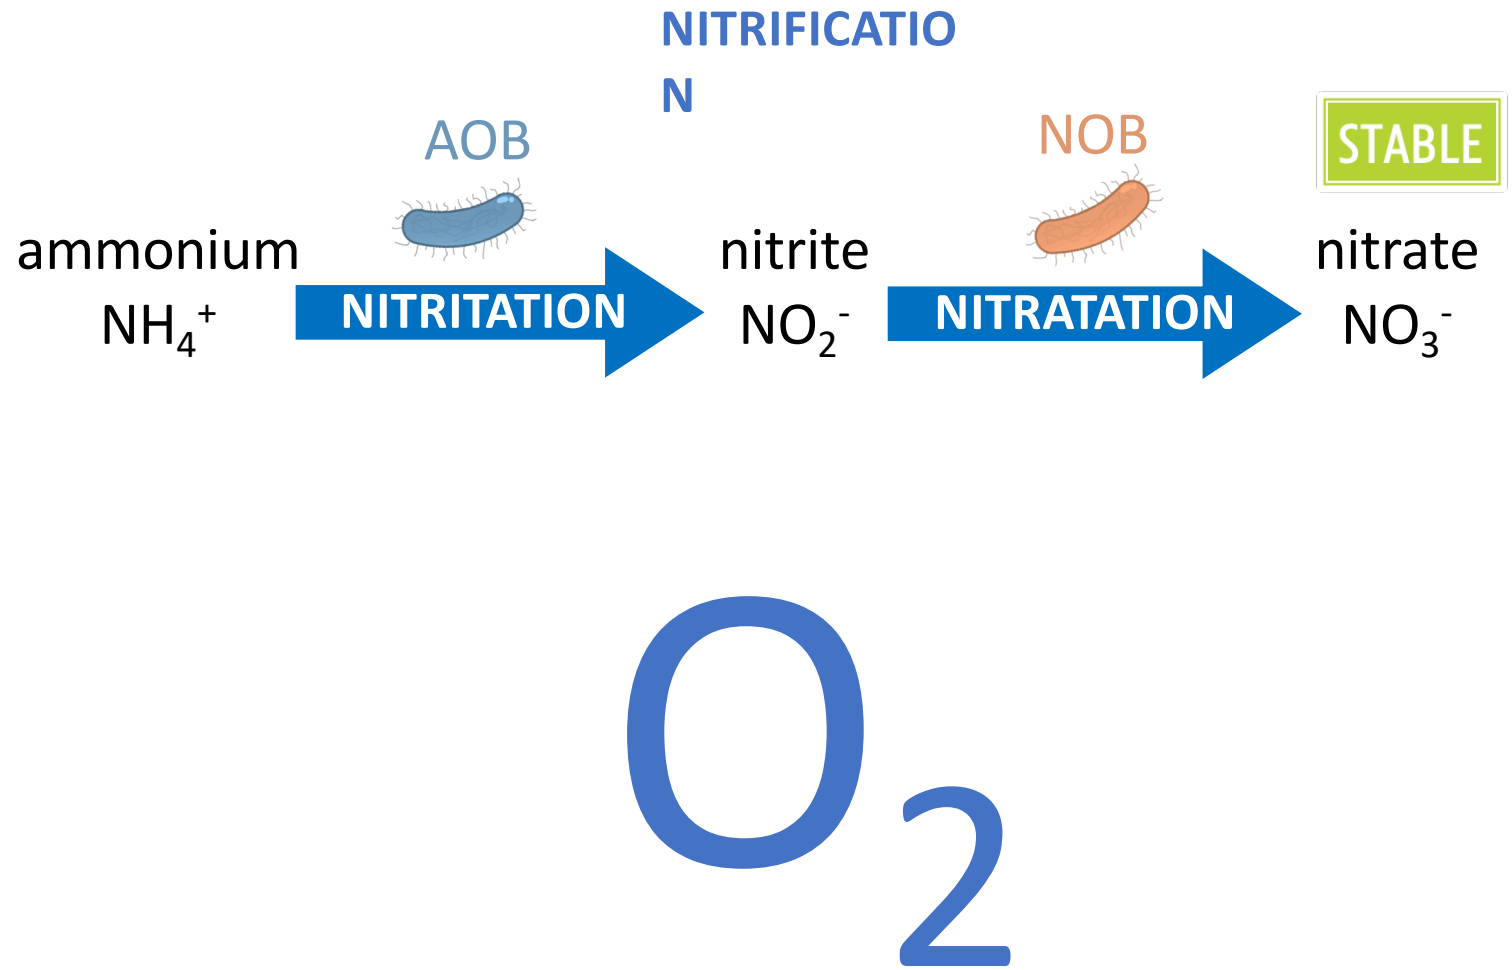 NITRIFICATIO
N
AOB
NOB
STABLE
ammonium
nitrite
nitrate
NITRITATION
NITRATATION
NH₄⁺
NO₂⁻
NO₃⁻
O₂